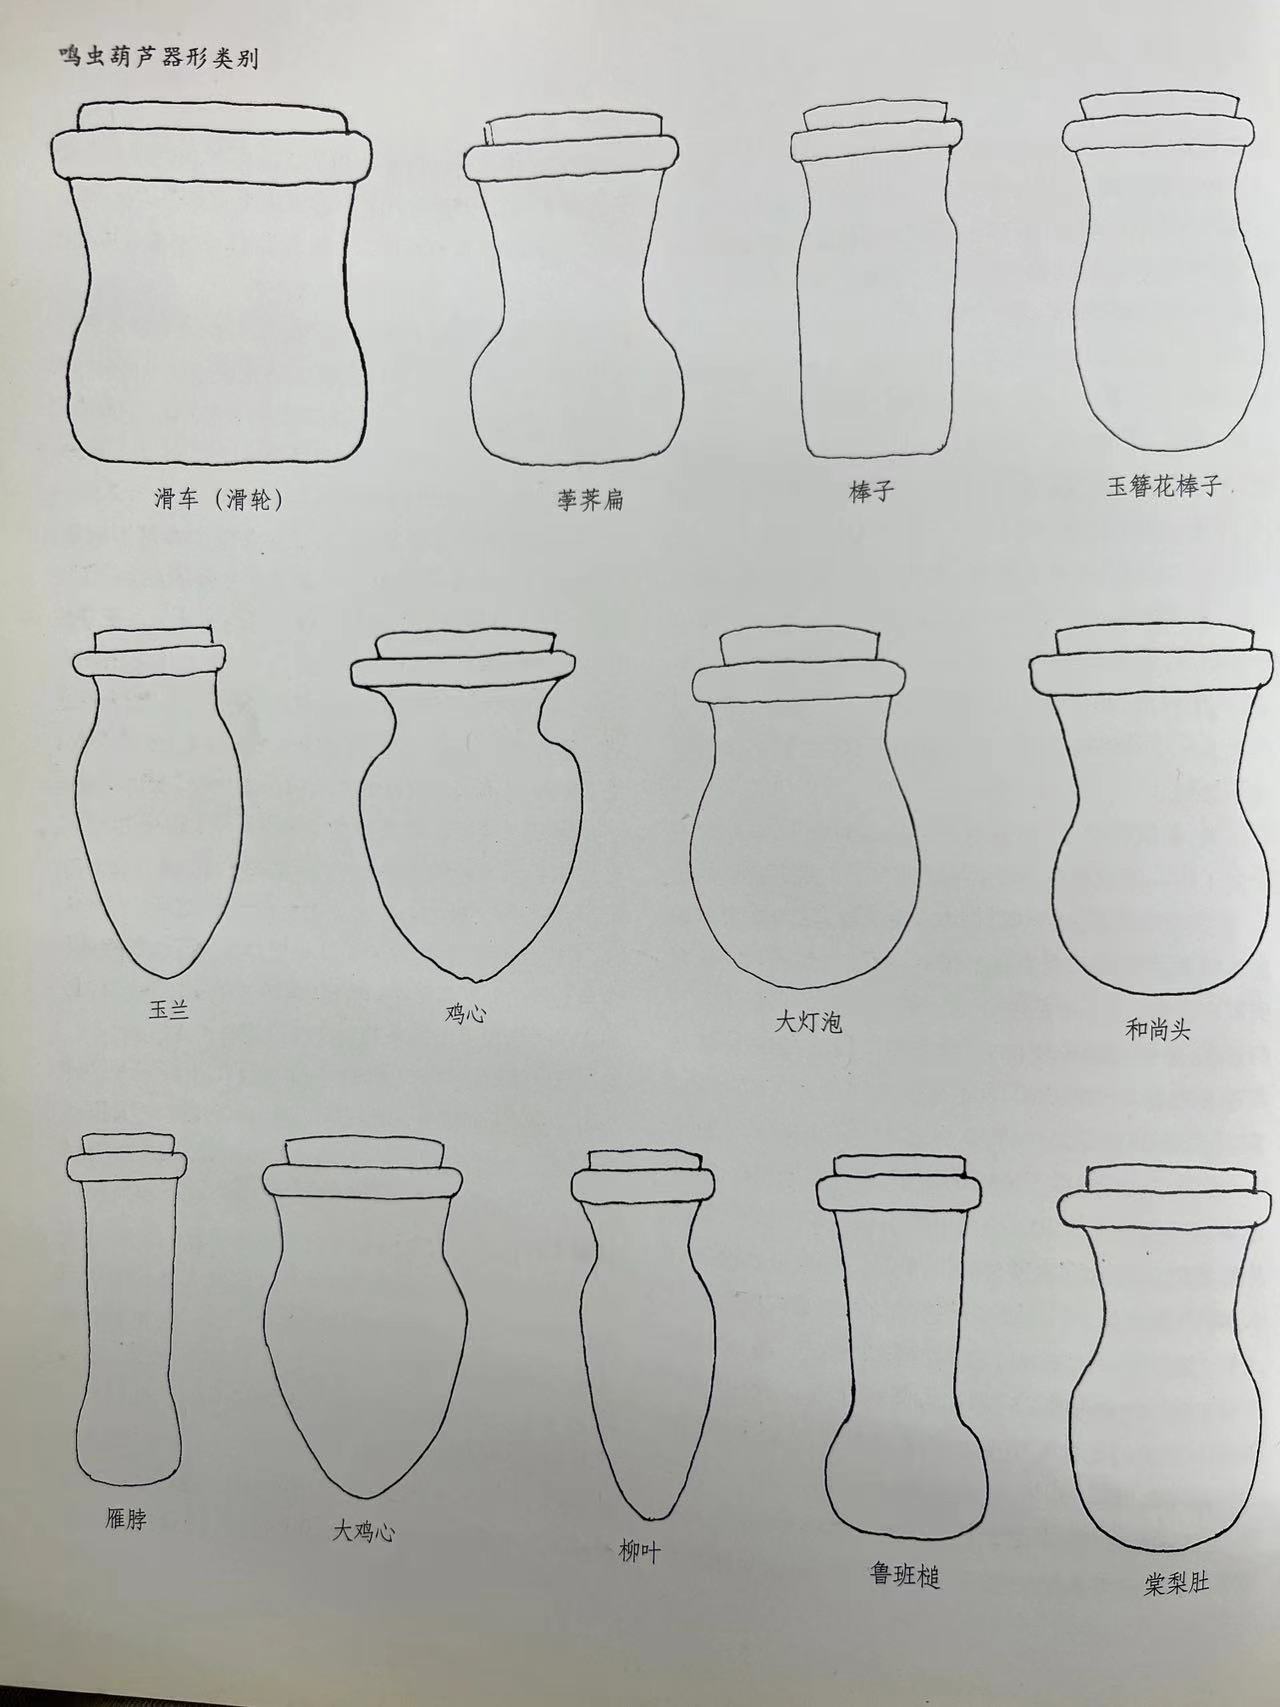 鸣虫葫芦器形类别
滑车（滑轮）
荸荠扁
棒子
玉簪花棒子
玉兰
鸡心
大灯泡
和尚头
雁脖
大鸡心
柳叶
鲁班槌
棠梨肚